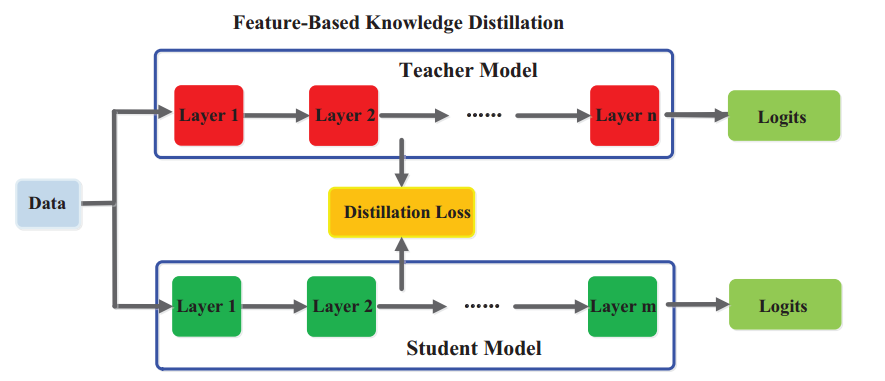 Feature-Based Knowledge Distillation
Teacher Model
Layer 1
Layer 2
......
Layer n
Logits
Data
Distillation Loss
Layer 1
Layer 2
......
Layer m
Logits
Student Model